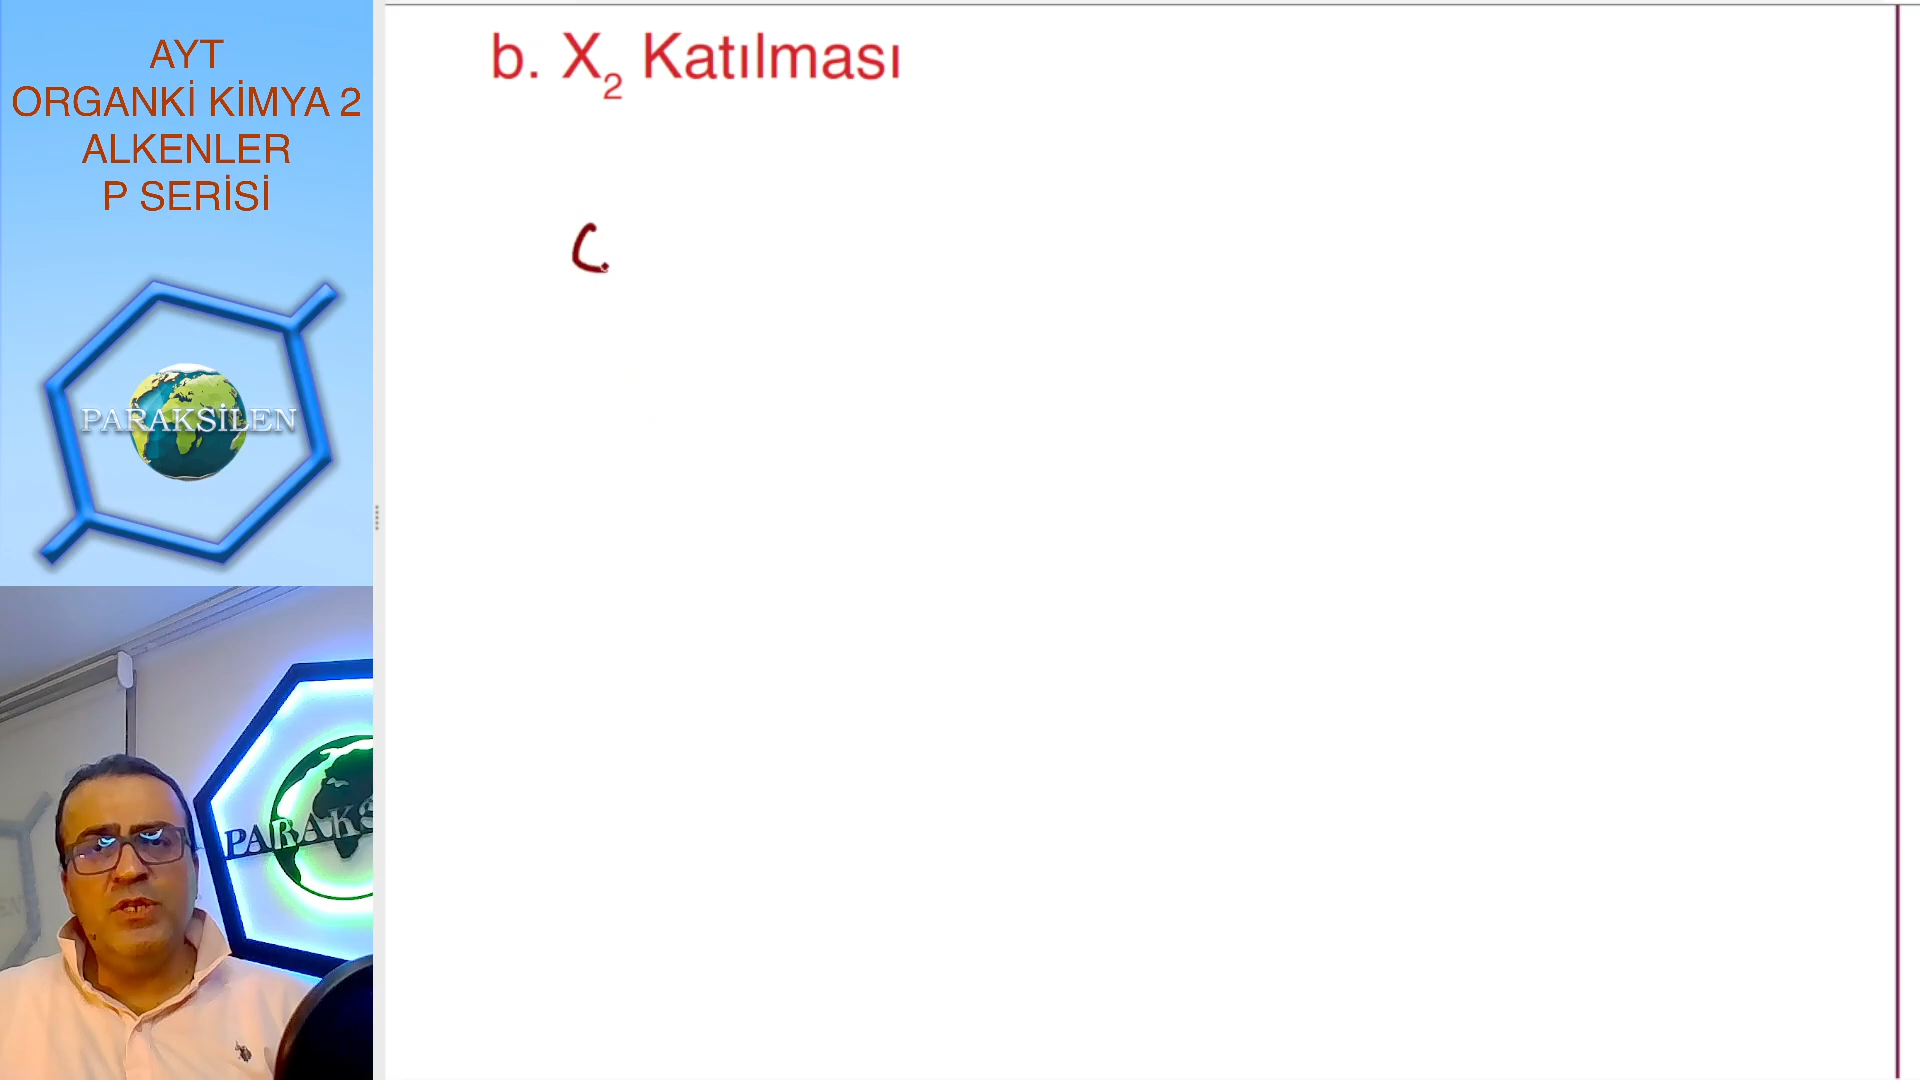 AYT
ORGANKİ KİMYA 2
ALKENLER
P SERİSİ
PARAKSİLEN
b. X₂ Katılması
C
PARAKS